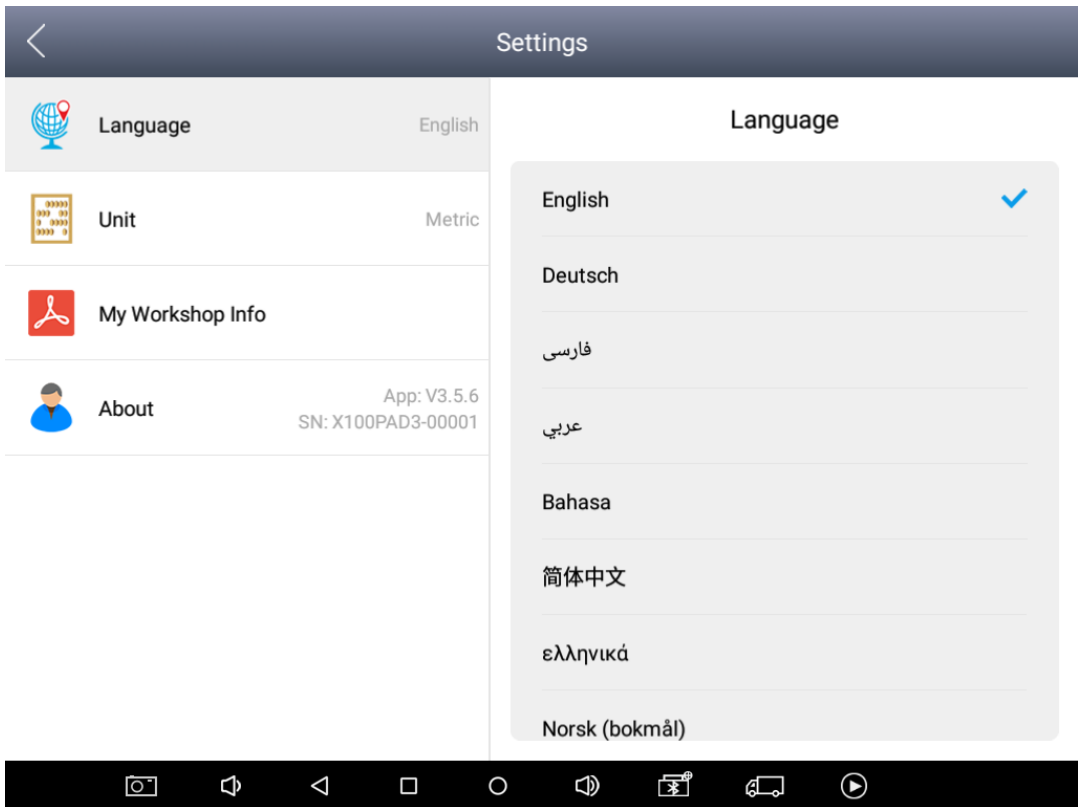 Settings
Language
English
Unit
Metric
My Workshop Info
About
App: V3.5.6
SN: X100PAD3-00001
Language
English
Deutsch
فارسی
عربي
Bahasa
简体中文
ελληνικά
Norsk (bokmål)